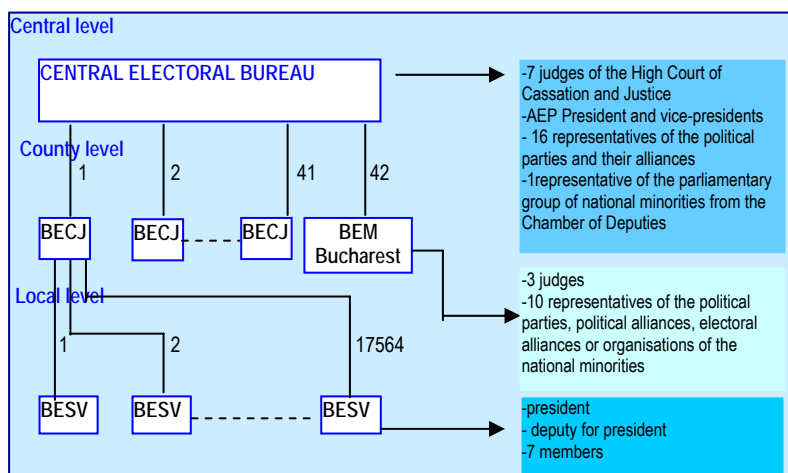 Central level
CENTRAL ELECTORAL BUREAU
-7 judges of the High Court of
Cassation and Justice
-AEP President and vice-presidents
- 16 representatives of the political
parties and their alliances
-1representative of the parliamentary
group of national minorities from the
Chamber of Deputies
County level
1
2
41
42
BECJ
BECJ
BECJ
BEM
Bucharest
-3 judges
-10 representatives of the political
parties, political alliances, electoral
alliances or organisations of the
national minorities
Local level
1
2
17564
BESV
BESV
BESV
-president
- deputy for president
-7 members